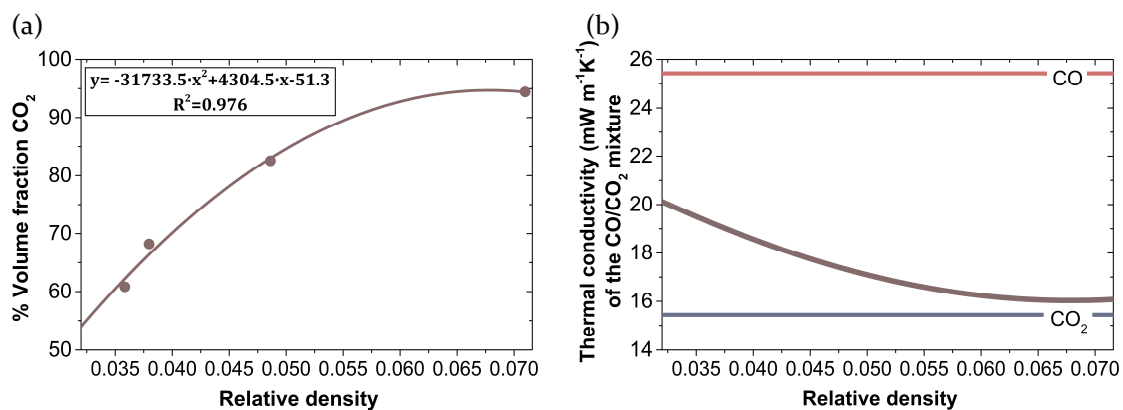 (a)
y= -31733.5·x²+4304.5·x-51.3
R²=0.976
% Volume fraction CO₂
100
90
80
70
60
50
0.035 0.040 0.045 0.050 0.055 0.060 0.065 0.070
Relative density
(b)
Thermal conductivity (mW m⁻¹K⁻¹)
of the CO/CO₂ mixture
26
24
22
20
18
16
14
CO
CO₂
0.035 0.040 0.045 0.050 0.055 0.060 0.065 0.070
Relative density